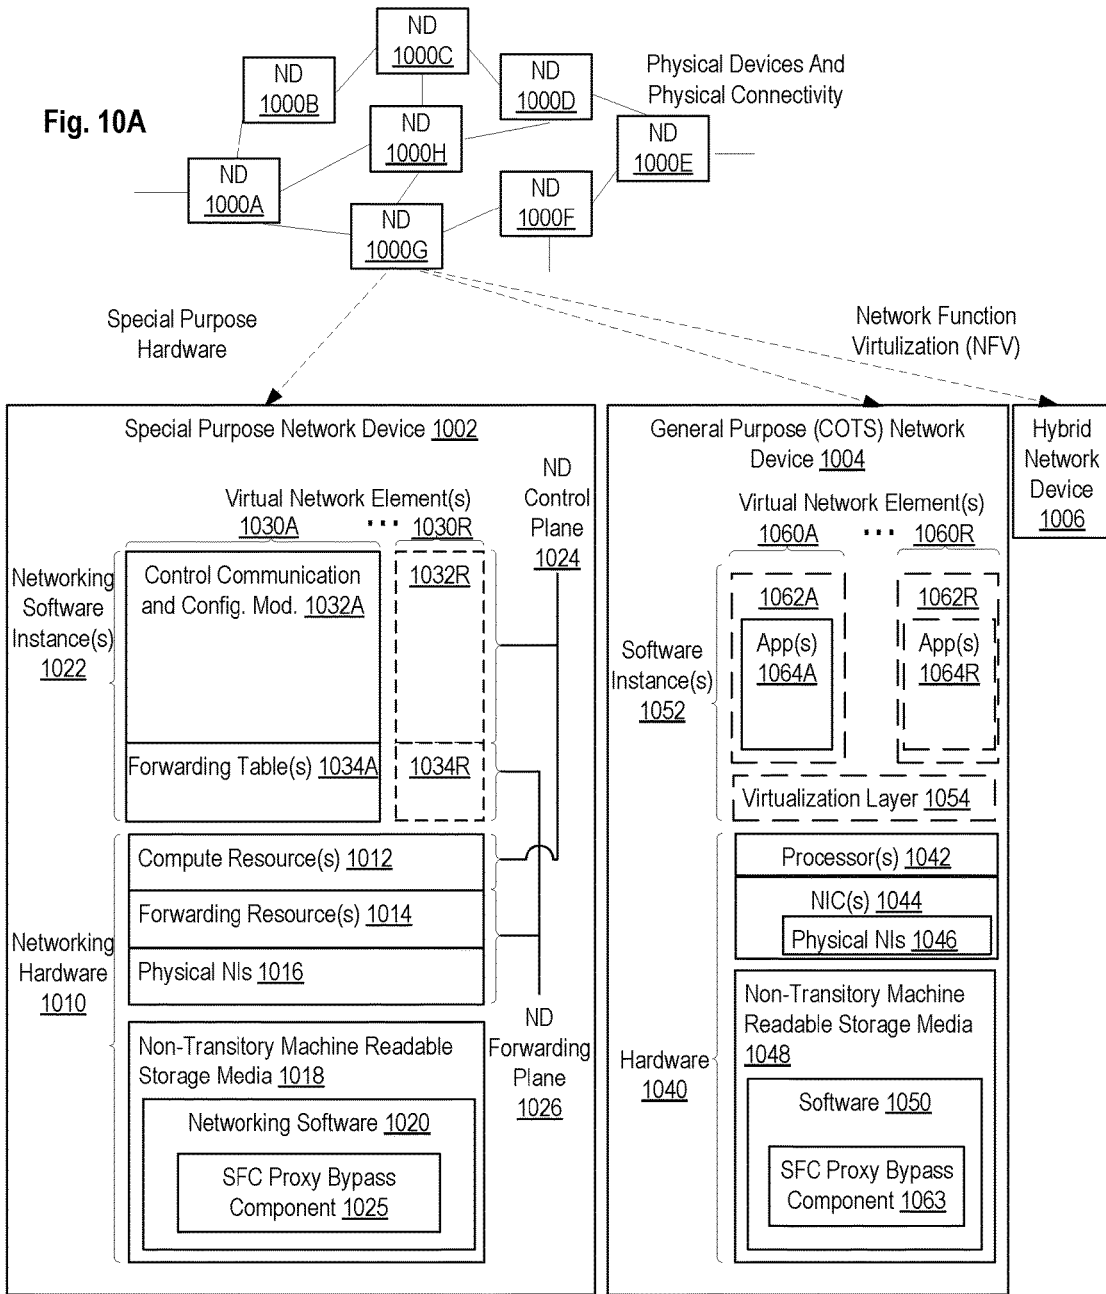 Fig. 10A
ND
1000C
ND
1000B
ND
1000D
Physical Devices And
Physical Connectivity
ND
1000H
ND
1000E
ND
1000A
ND
1000F
ND
1000G
Special Purpose
Hardware
Network Function
Virtulization (NFV)
Special Purpose Network Device 1002
Virtual Network Element(s)
1030A
...
1030R
ND
Control
Plane
1024
Networking
Software
Instance(s)
1022
Control Communication
and Config. Mod. 1032A
1032R
Forwarding Table(s) 1034A
1034R
Networking
Hardware
1010
Compute Resource(s) 1012
Forwarding Resource(s) 1014
Physical NIs 1016
ND
Forwarding
Plane
1026
Non-Transitory Machine Readable
Storage Media 1018
Networking Software 1020
SFC Proxy Bypass
Component 1025
General Purpose (COTS) Network
Device 1004
Virtual Network Element(s)
1060A
...
1060R
Software
Instance(s)
1052
1062A
App(s)
1064A
1062R
App(s)
1064R
Virtualization Layer 1054
Hardware
1040
Processor(s) 1042
NIC(s) 1044
Physical NIs 1046
Non-Transitory Machine
Readable Storage Media
1048
Software 1050
SFC Proxy Bypass
Component 1063
Hybrid
Network
Device
1006